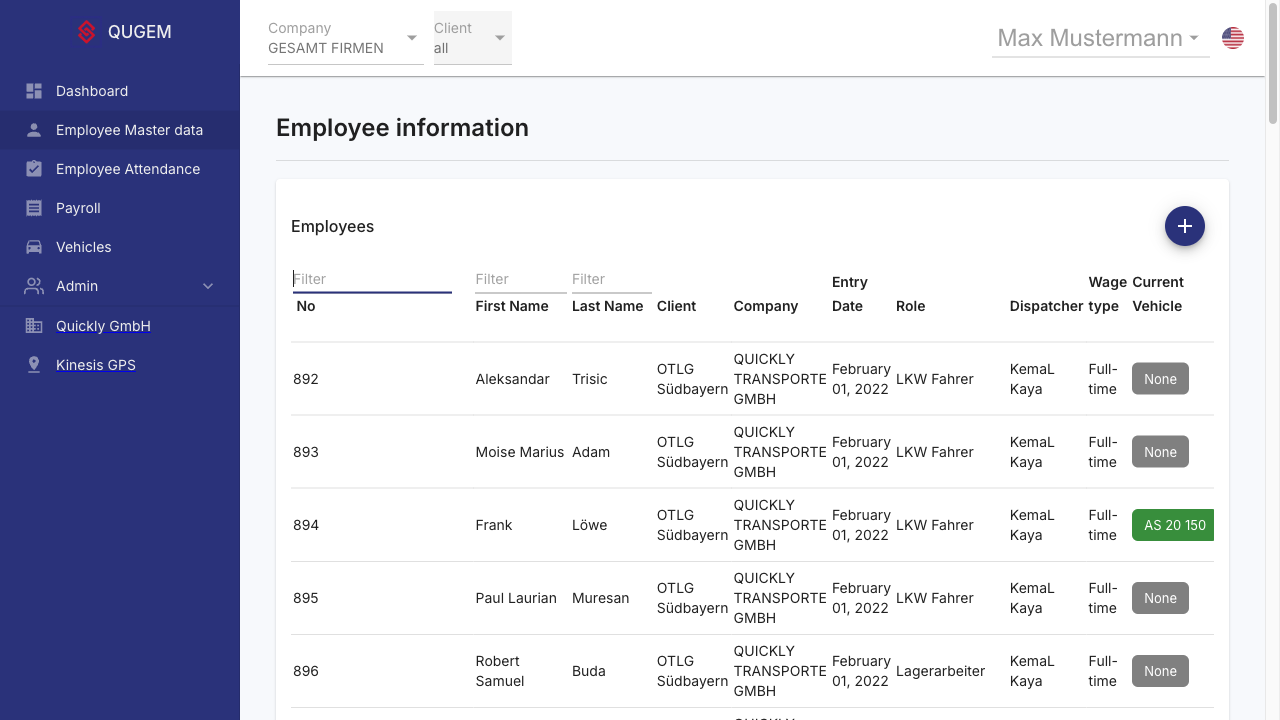 QUGEM
Dashboard
Employee Master data
Employee Attendance
Payroll
Vehicles
Admin
Quickly GmbH
Kinesis GPS
Company
GESAMT FIRMEN
Client
all
Max Mustermann
Employee information
Employees
Filter Filter Filter
No First Name Last Name Client Company Entry Date Role Dispatcher Wage type Current Vehicle
892 Aleksandar Trisic OTLG Südbayern QUICKLY TRANSPORTE GMBH February 01, 2022 LKW Fahrer KemaL Kaya Full-time None
893 Moise Marius Adam OTLG Südbayern QUICKLY TRANSPORTE GMBH February 01, 2022 LKW Fahrer KemaL Kaya Full-time None
894 Frank Löwe OTLG Südbayern QUICKLY TRANSPORTE GMBH February 01, 2022 LKW Fahrer KemaL Kaya Full-time AS 20 150
895 Paul Laurian Muresan OTLG Südbayern QUICKLY TRANSPORTE GMBH February 01, 2022 LKW Fahrer KemaL Kaya Full-time None
896 Robert Samuel Buda OTLG Südbayern QUICKLY TRANSPORTE GMBH February 01, 2022 Lagerarbeiter KemaL Kaya Full-time None